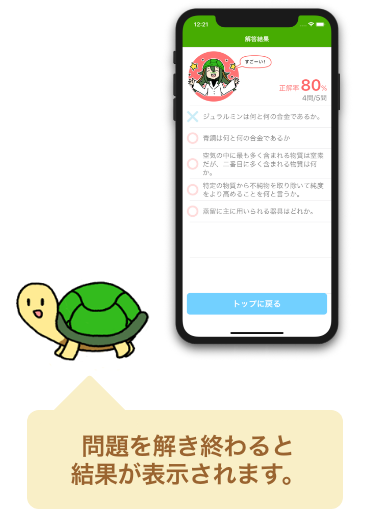 12:21
解答結果
すごーい!
正解率 80%
4問/5問
ジュラルミンは何と何の合金であるか。
青銅は何と何の合金であるか
空気の中に最も多く含まれる物質は窒素
だが、二番目に多く含まれる物質は何
か。
特定の物質から不純物を取り除いて純度
をより高めることを何と言うか。
蒸留に主に用いられる器具はどれか。
トップに戻る
問題を解き終わると
結果が表示されます。